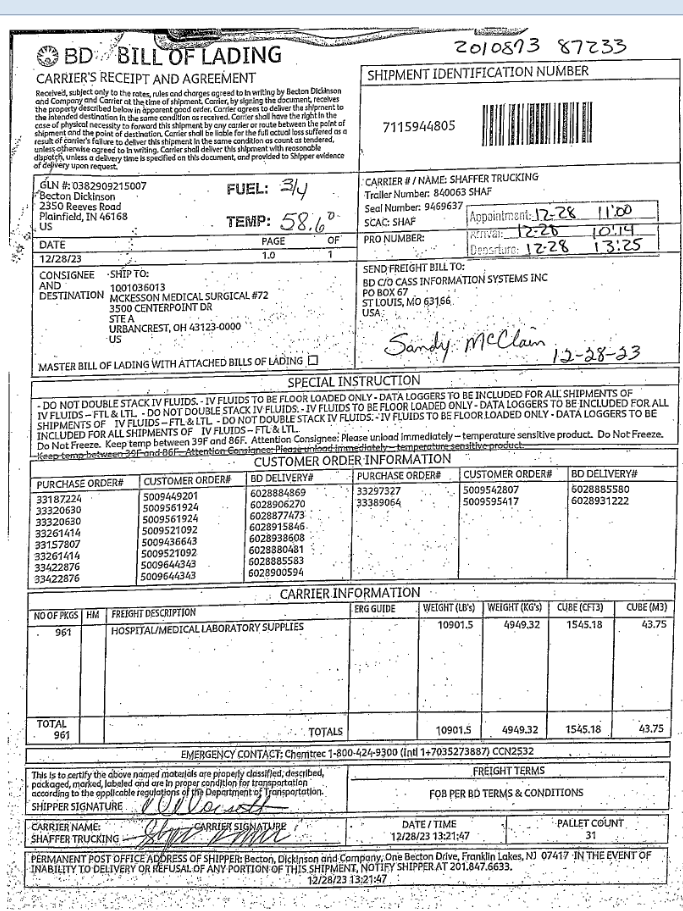 2010873 87233
BD BILL OF LADING
CARRIER'S RECEIPT AND AGREEMENT
Received, subject only to the rates, rules and charges agreed to in writing by Becton Dickinson
and Company and Carrier at the time of shipment. Carrier, by signing the document, receives
the property described below in apparent good order. Carrier agrees to deliver the shipment to
the intended destination in the same condition as received. Carrier shall have the right in the
case of physical necessity to forward this shipment by any carrier or route between the point of
shipment and the point of destination. Carrier shall be liable for the full actual loss suffered as a
result of carrier's failure to deliver this shipment in the same condition as count as tendered,
unless otherwise agreed to in writing. Carrier shall deliver this shipment with reasonable
dispatch, unless a delivery time is specified on this document, and provided to Shipper evidence
of delivery upon request.
SHIPMENT IDENTIFICATION NUMBER
7115944805
GLN #: 0382909215007
Becton Dickinson
2350 Reeves Road
Plainfield, IN 46168
US
FUEL: 3/4
TEMP: 58.6°
CARRIER # / NAME: SHAFFER TRUCKING
Trailer Number: 840063 SHAF
Seal Number: 9469637
SCAC: SHAF
PRO NUMBER:
Appointment: 12-28 11:00
Arrival: 12-28 10:14
Departure: 12-28 13:25
DATE PAGE OF
12/28/23 1.0 1
CONSIGNEE AND DESTINATION
SHIP TO:
1001036013
MCKESSON MEDICAL SURGICAL #72
3500 CENTERPOINT DR
STE A
URBANCREST, OH 43123-0000
US
MASTER BILL OF LADING WITH ATTACHED BILLS OF LADING
SEND FREIGHT BILL TO:
BD C/O CASS INFORMATION SYSTEMS INC
PO BOX 67
ST LOUIS, MO 63166
USA
Sandy McClain 12-28-23
SPECIAL INSTRUCTION
- DO NOT DOUBLE STACK IV FLUIDS. - IV FLUIDS TO BE FLOOR LOADED ONLY - DATA LOGGERS TO BE INCLUDED FOR ALL SHIPMENTS OF
IV FLUIDS – FTL & LTL. - DO NOT DOUBLE STACK IV FLUIDS. - IV FLUIDS TO BE FLOOR LOADED ONLY - DATA LOGGERS TO BE INCLUDED FOR ALL
SHIPMENTS OF IV FLUIDS – FTL & LTL. - DO NOT DOUBLE STACK IV FLUIDS. - IV FLUIDS TO BE FLOOR LOADED ONLY - DATA LOGGERS TO BE
INCLUDED FOR ALL SHIPMENTS OF IV FLUIDS – FTL & LTL.
Do Not Freeze. Keep temp between 39F and 86F. Attention Consignee: Please unload immediately – temperature sensitive product. Do Not Freeze.
Keep temp between 39F and 86F. Attention Consignee: Please unload immediately – temperature sensitive product.
CUSTOMER ORDER INFORMATION
PURCHASE ORDER# CUSTOMER ORDER# BD DELIVERY# PURCHASE ORDER# CUSTOMER ORDER# BD DELIVERY#
33187224 5009449201 6028884869 33297327 5009542807 6028885580
33320630 5009561924 6028906270 33389064 5009595417 6028931222
33320630 5009561924 6028877473
33261414 5009521092 6028915846
33157807 5009436643 6028938608
33261414 5009521092 6028880481
33422876 5009644343 6028885583
33422876 5009644343 6028900594
CARRIER INFORMATION
NO OF PKGS HM FREIGHT DESCRIPTION ERG GUIDE WEIGHT (LB's) WEIGHT (KG's) CUBE (CFT3) CUBE (M3)
961 HOSPITAL/MEDICAL LABORATORY SUPPLIES 10901.5 4949.32 1545.18 43.75
TOTAL
961 TOTALS 10901.5 4949.32 1545.18 43.75
EMERGENCY CONTACT: Chemtrec 1-800-424-9300 (Intl 1+7035273887) CCN2532
This is to certify the above named materials are properly classified, described,
packaged, marked, labeled and are in proper condition for transportation
according to the applicable regulations of the Department of Transportation.
SHIPPER SIGNATURE
FREIGHT TERMS
FOB PER BD TERMS & CONDITIONS
CARRIER NAME: CARRIER SIGNATURE
SHAFFER TRUCKING
DATE / TIME
12/28/23 13:21:47
PALLET COUNT
31
PERMANENT POST OFFICE ADDRESS OF SHIPPER: Becton, Dickinson and Company, One Becton Drive, Franklin Lakes, NJ 07417 IN THE EVENT OF
INABILITY TO DELIVERY OR REFUSAL OF ANY PORTION OF THIS SHIPMENT, NOTIFY SHIPPER AT 201.847.6633.
12/28/23 13:21:47